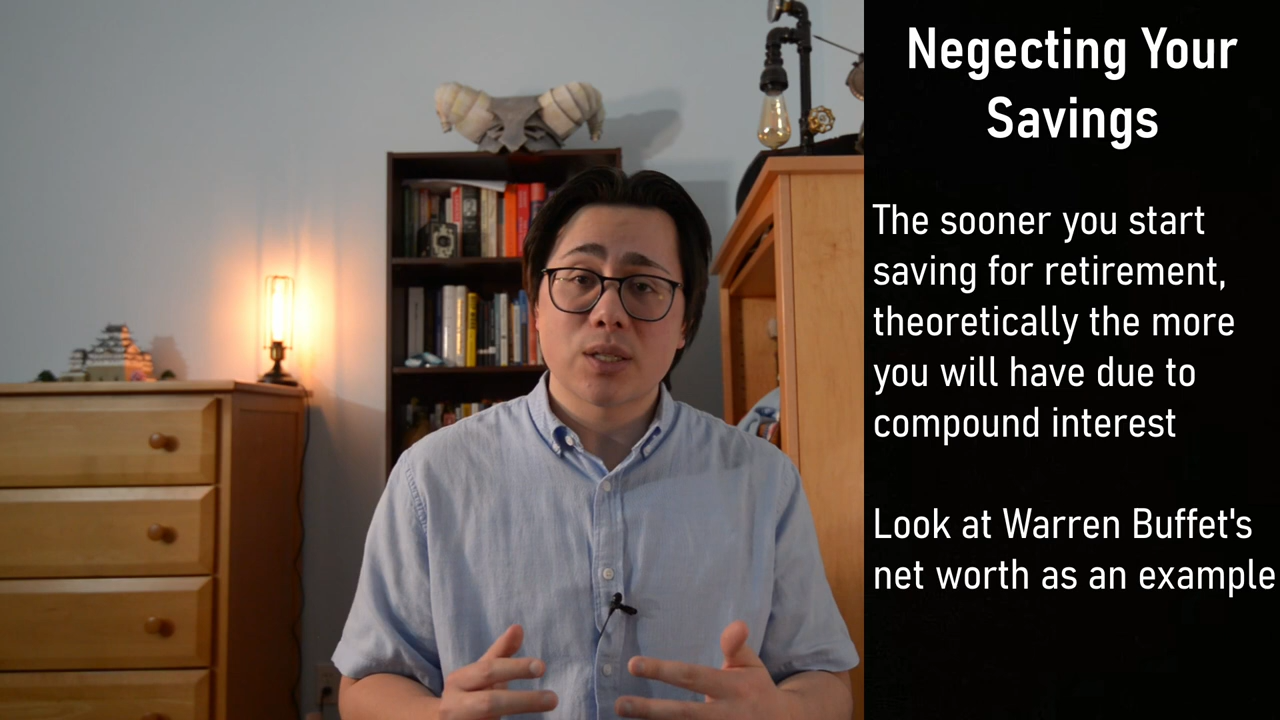 Negecting Your
Savings
The sooner you start
saving for retirement,
theoretically the more
you will have due to
compound interest
Look at Warren Buffet's
net worth as an example